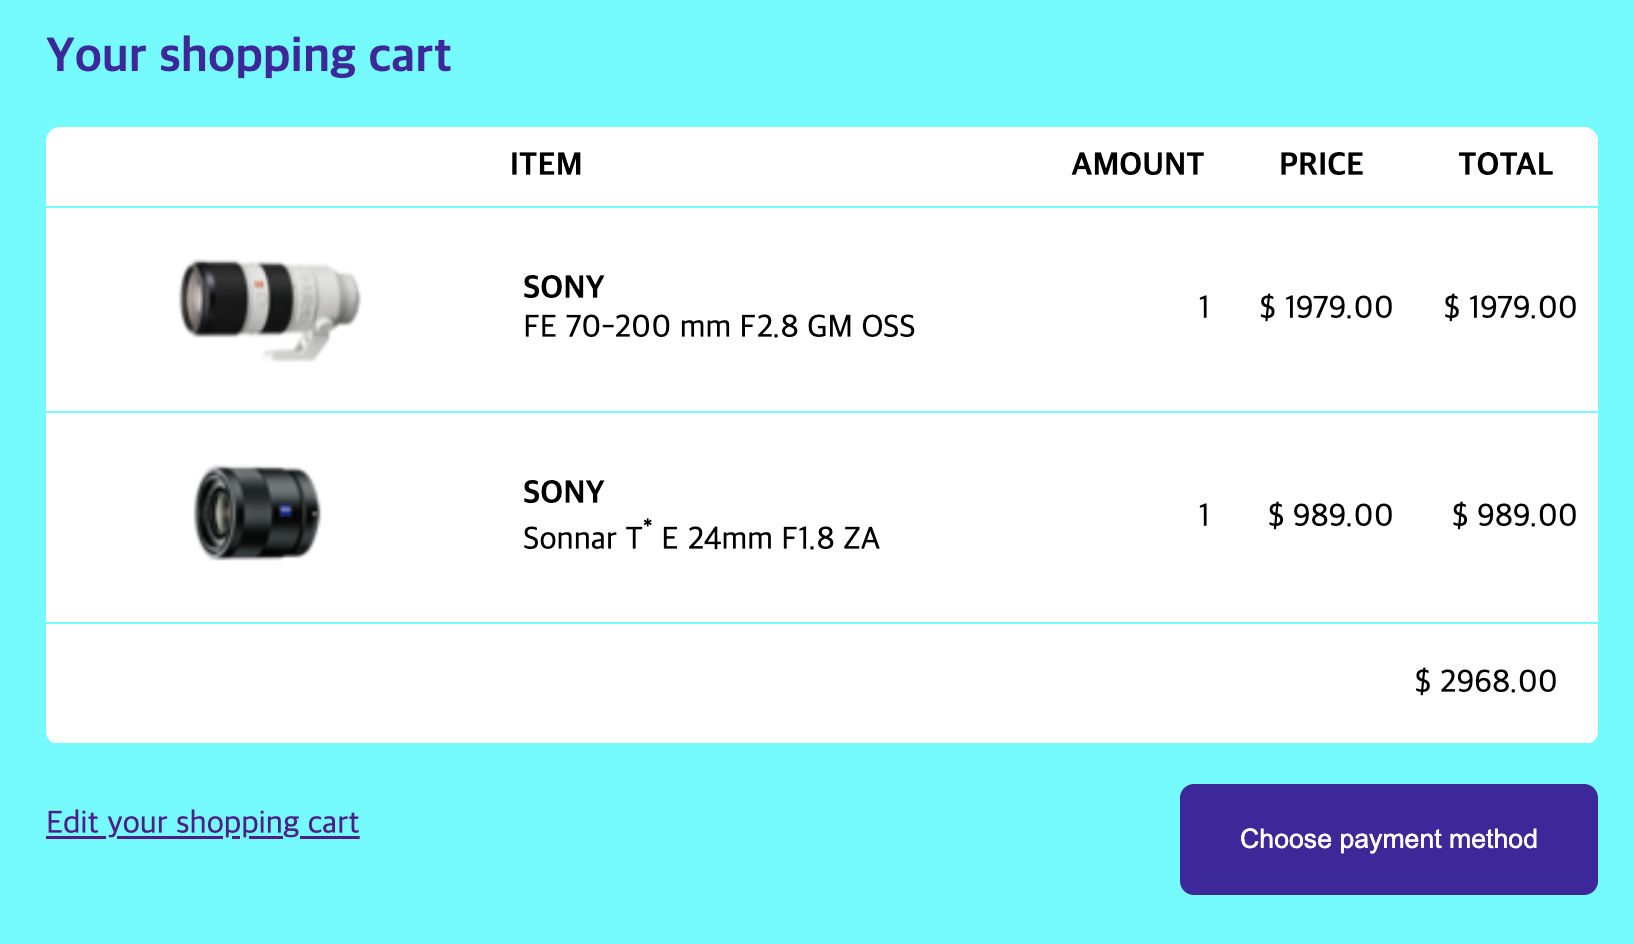 Your shopping cart
ITEM AMOUNT PRICE TOTAL
SONY
FE 70-200 mm F2.8 GM OSS
1 $ 1979.00 $ 1979.00
SONY
Sonnar T* E 24mm F1.8 ZA
1 $ 989.00 $ 989.00
$ 2968.00
Edit your shopping cart
Choose payment method